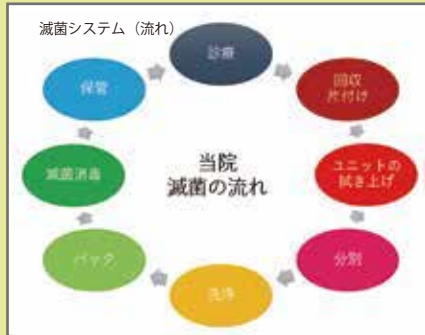 滅菌システム（流れ）
診療
回収
片付け
ユニットの
拭き上げ
分別
洗浄
パック
滅菌消毒
保管
当院
滅菌の流れ